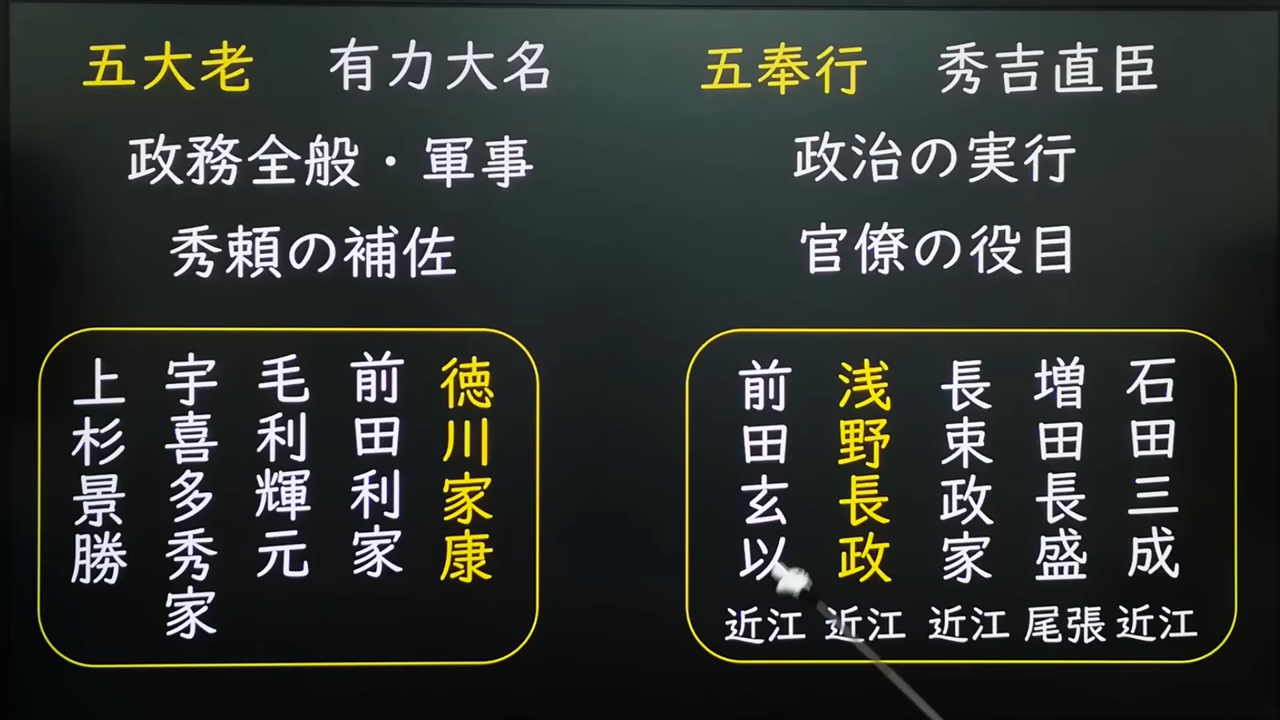 五大老 有力大名
政務全般・軍事
秀頼の補佐
徳川家康
前田利家
毛利輝元
宇喜多秀家
上杉景勝
五奉行 秀吉直臣
政治の実行
官僚の役目
石田三成
近江
増田長盛
尾張
長束政家
近江
浅野長政
近江
前田玄以
近江